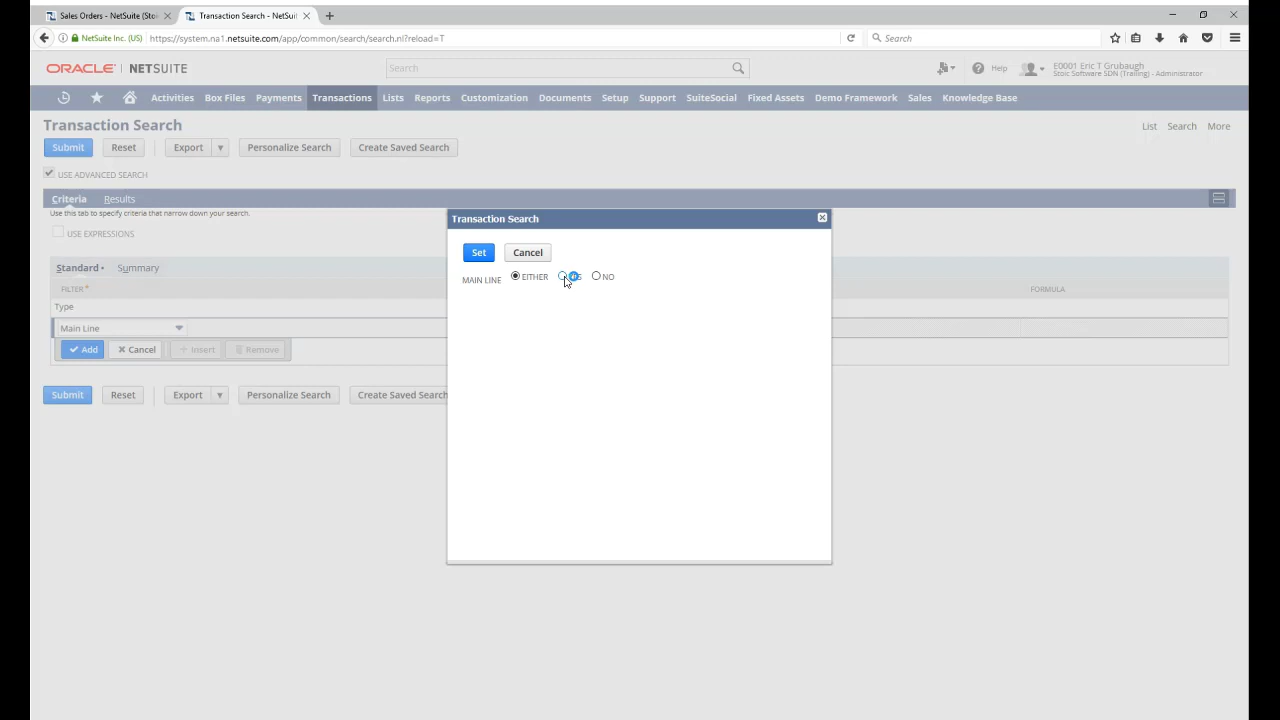 Sales Orders - NetSuite (Sto
Transaction Search - NetSui
NetSuite Inc. (US)
https://system.na1.netsuite.com/app/common/search/search.nl?reload=T
Search
ORACLE | NETSUITE
Search
Help
E0001 Eric T Grubaugh
Stoic Software SDN (Trailing) - Administrator
Activities Box Files Payments Transactions Lists Reports Customization Documents Setup Support SuiteSocial Fixed Assets Demo Framework Sales Knowledge Base
Transaction Search
List Search More
Submit Reset Export Personalize Search Create Saved Search
USE ADVANCED SEARCH
Criteria Results
Use this tab to specify criteria that narrow down your search.
USE EXPRESSIONS
Transaction Search
Set Cancel
MAIN LINE EITHER NO
Standard • Summary
FILTER * FORMULA
Type
Main Line
Add Cancel + Insert Remove
Submit Reset Export Personalize Search Create Saved Search